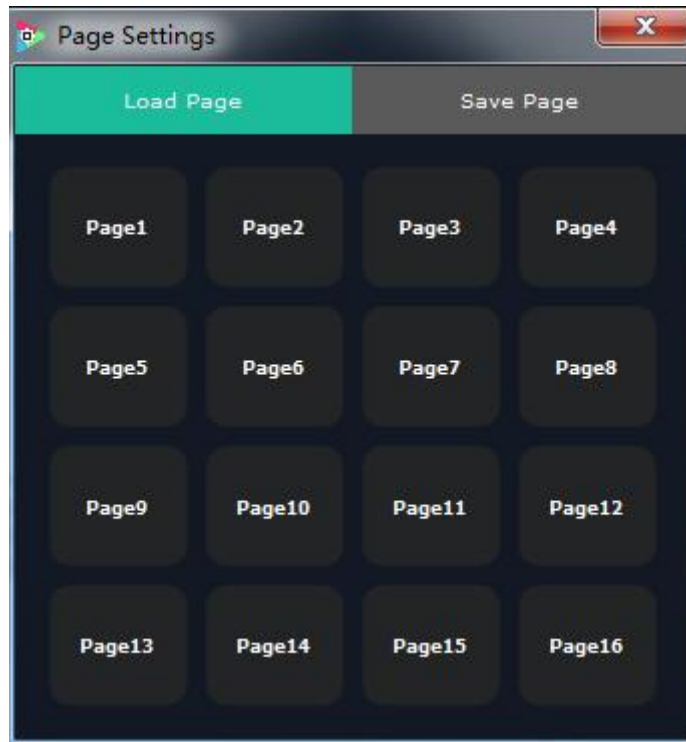 Page Settings
Load Page Save Page
Page1 Page2 Page3 Page4
Page5 Page6 Page7 Page8
Page9 Page10 Page11 Page12
Page13 Page14 Page15 Page16